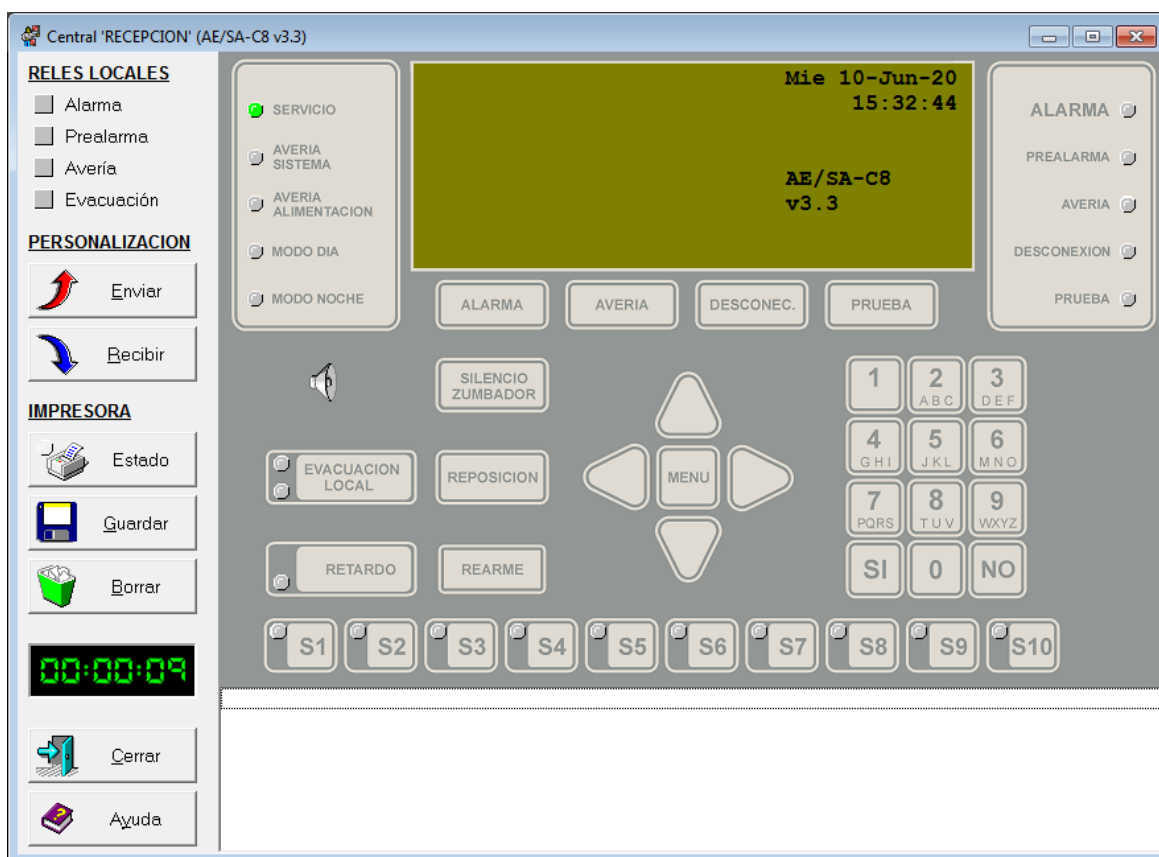 Central 'RECEPCION' (AE/SA-C8 v3.3)
RELES LOCALES
Alarma
Prealarma
Avería
Evacuación
PERSONALIZACION
Enviar
Recibir
IMPRESORA
Estado
Guardar
Borrar
00:00:09
Cerrar
Ayuda
SERVICIO
AVERIA
SISTEMA
AVERIA
ALIMENTACION
MODO DIA
MODO NOCHE
Mie 10-Jun-20
15:32:44
AE/SA-C8
v3.3
ALARMA
PREALARMA
AVERIA
DESCONEXION
PRUEBA
ALARMA
AVERIA
DESCONEC.
PRUEBA
SILENCIO
ZUMBADOR
EVACUACION
LOCAL
REPOSICION
MENU
RETARDO
REARME
1
2
ABC
3
DEF
4
GHI
5
JKL
6
MNO
7
PQRS
8
TUV
9
WXYZ
SI
0
NO
S1
S2
S3
S4
S5
S6
S7
S8
S9
S10